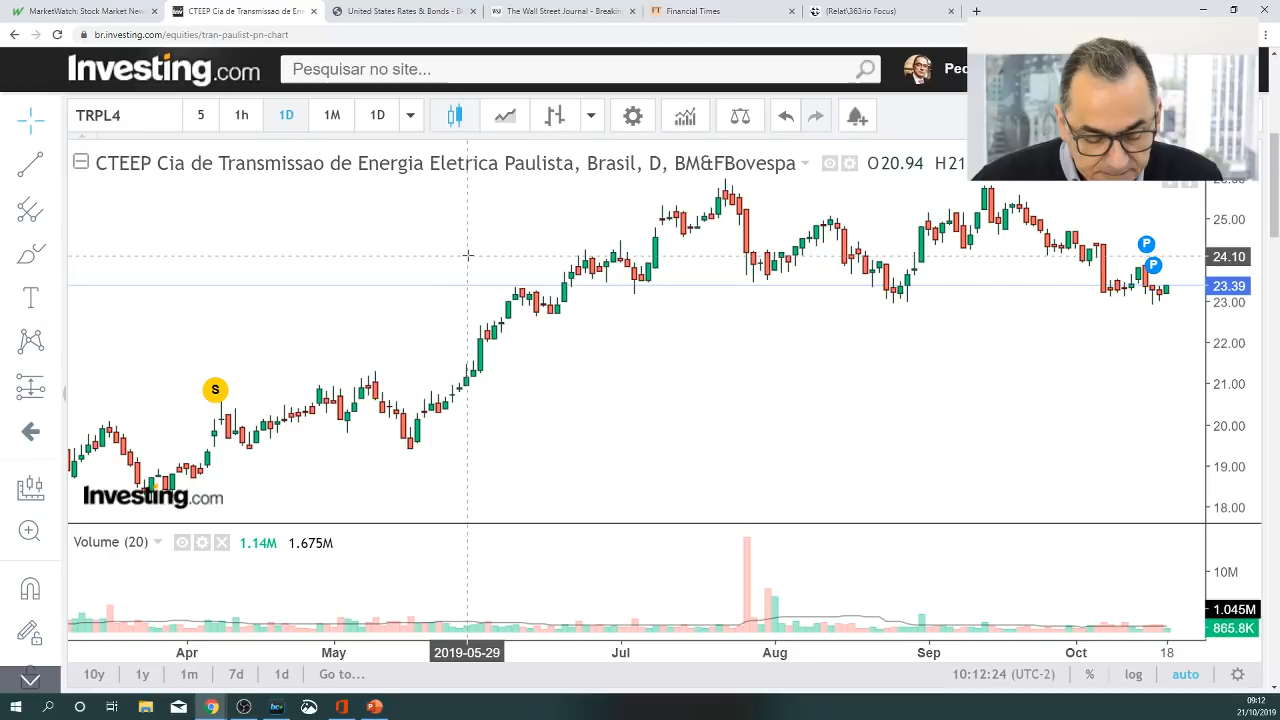 MarketWatch: Stock Market News
CTEEP Cia de Transmissao de Ener
United States Rates & Bonds - Bl
The Wall Street Journal - Breaking
Financial Times
(Relat\363rio Focus)
br.investing.com/equities/tran-paulist-pn-chart
Investing.com
Pesquisar no site...
TRPL4
5
1h
1D
1M
1D
CTEEP Cia de Transmissao de Energia Eletrica Paulista, Brasil, D, BM&FBovespa
O20.94
H21
25.00
24.10
23.39
23.00
22.00
21.00
20.00
19.00
18.00
P
P
S
Investing.com
Volume (20)
1.14M
1.675M
10M
1.045M
865.8K
Apr
May
2019-05-29
Jul
Aug
Sep
Oct
18
10y
1y
1m
7d
1d
Go to...
10:12:24 (UTC-2)
%
log
auto
09:12
21/10/2019